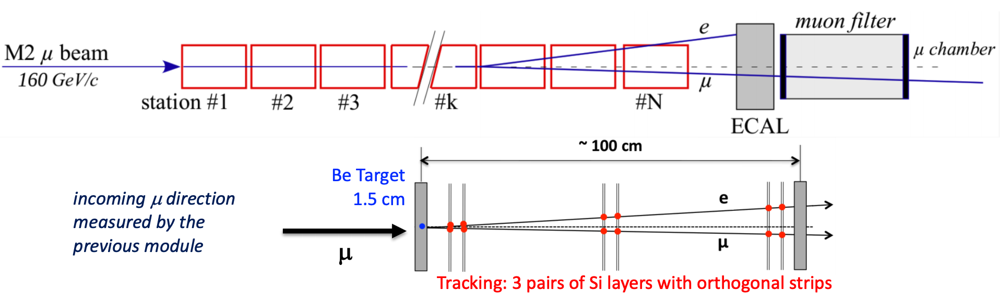 M2 μ beam
160 GeV/c
station #1
#2
#3
#k
#N
e
μ
ECAL
muon filter
μ chamber
~ 100 cm
Be Target
1.5 cm
incoming μ direction
measured by the
previous module
μ
e
μ
Tracking: 3 pairs of Si layers with orthogonal strips